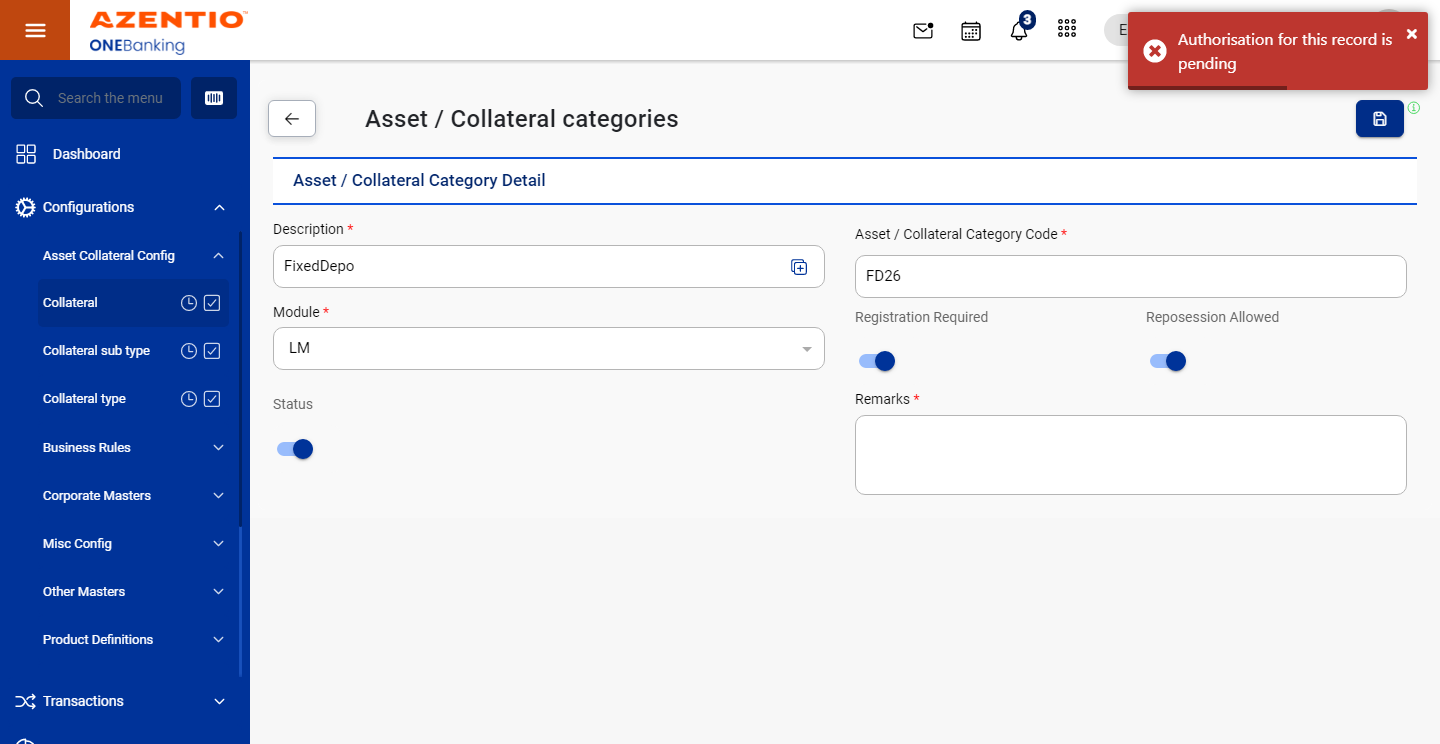 AZENTIO™
ONEBanking
3
E
Authorisation for this record is
pending
Search the menu
Dashboard
Configurations
Asset Collateral Config
Collateral
Collateral sub type
Collateral type
Business Rules
Corporate Masters
Misc Config
Other Masters
Product Definitions
Transactions
Asset / Collateral categories
Asset / Collateral Category Detail
Description *
FixedDepo
Asset / Collateral Category Code *
FD26
Module *
LM
Registration Required
Reposession Allowed
Status
Remarks *